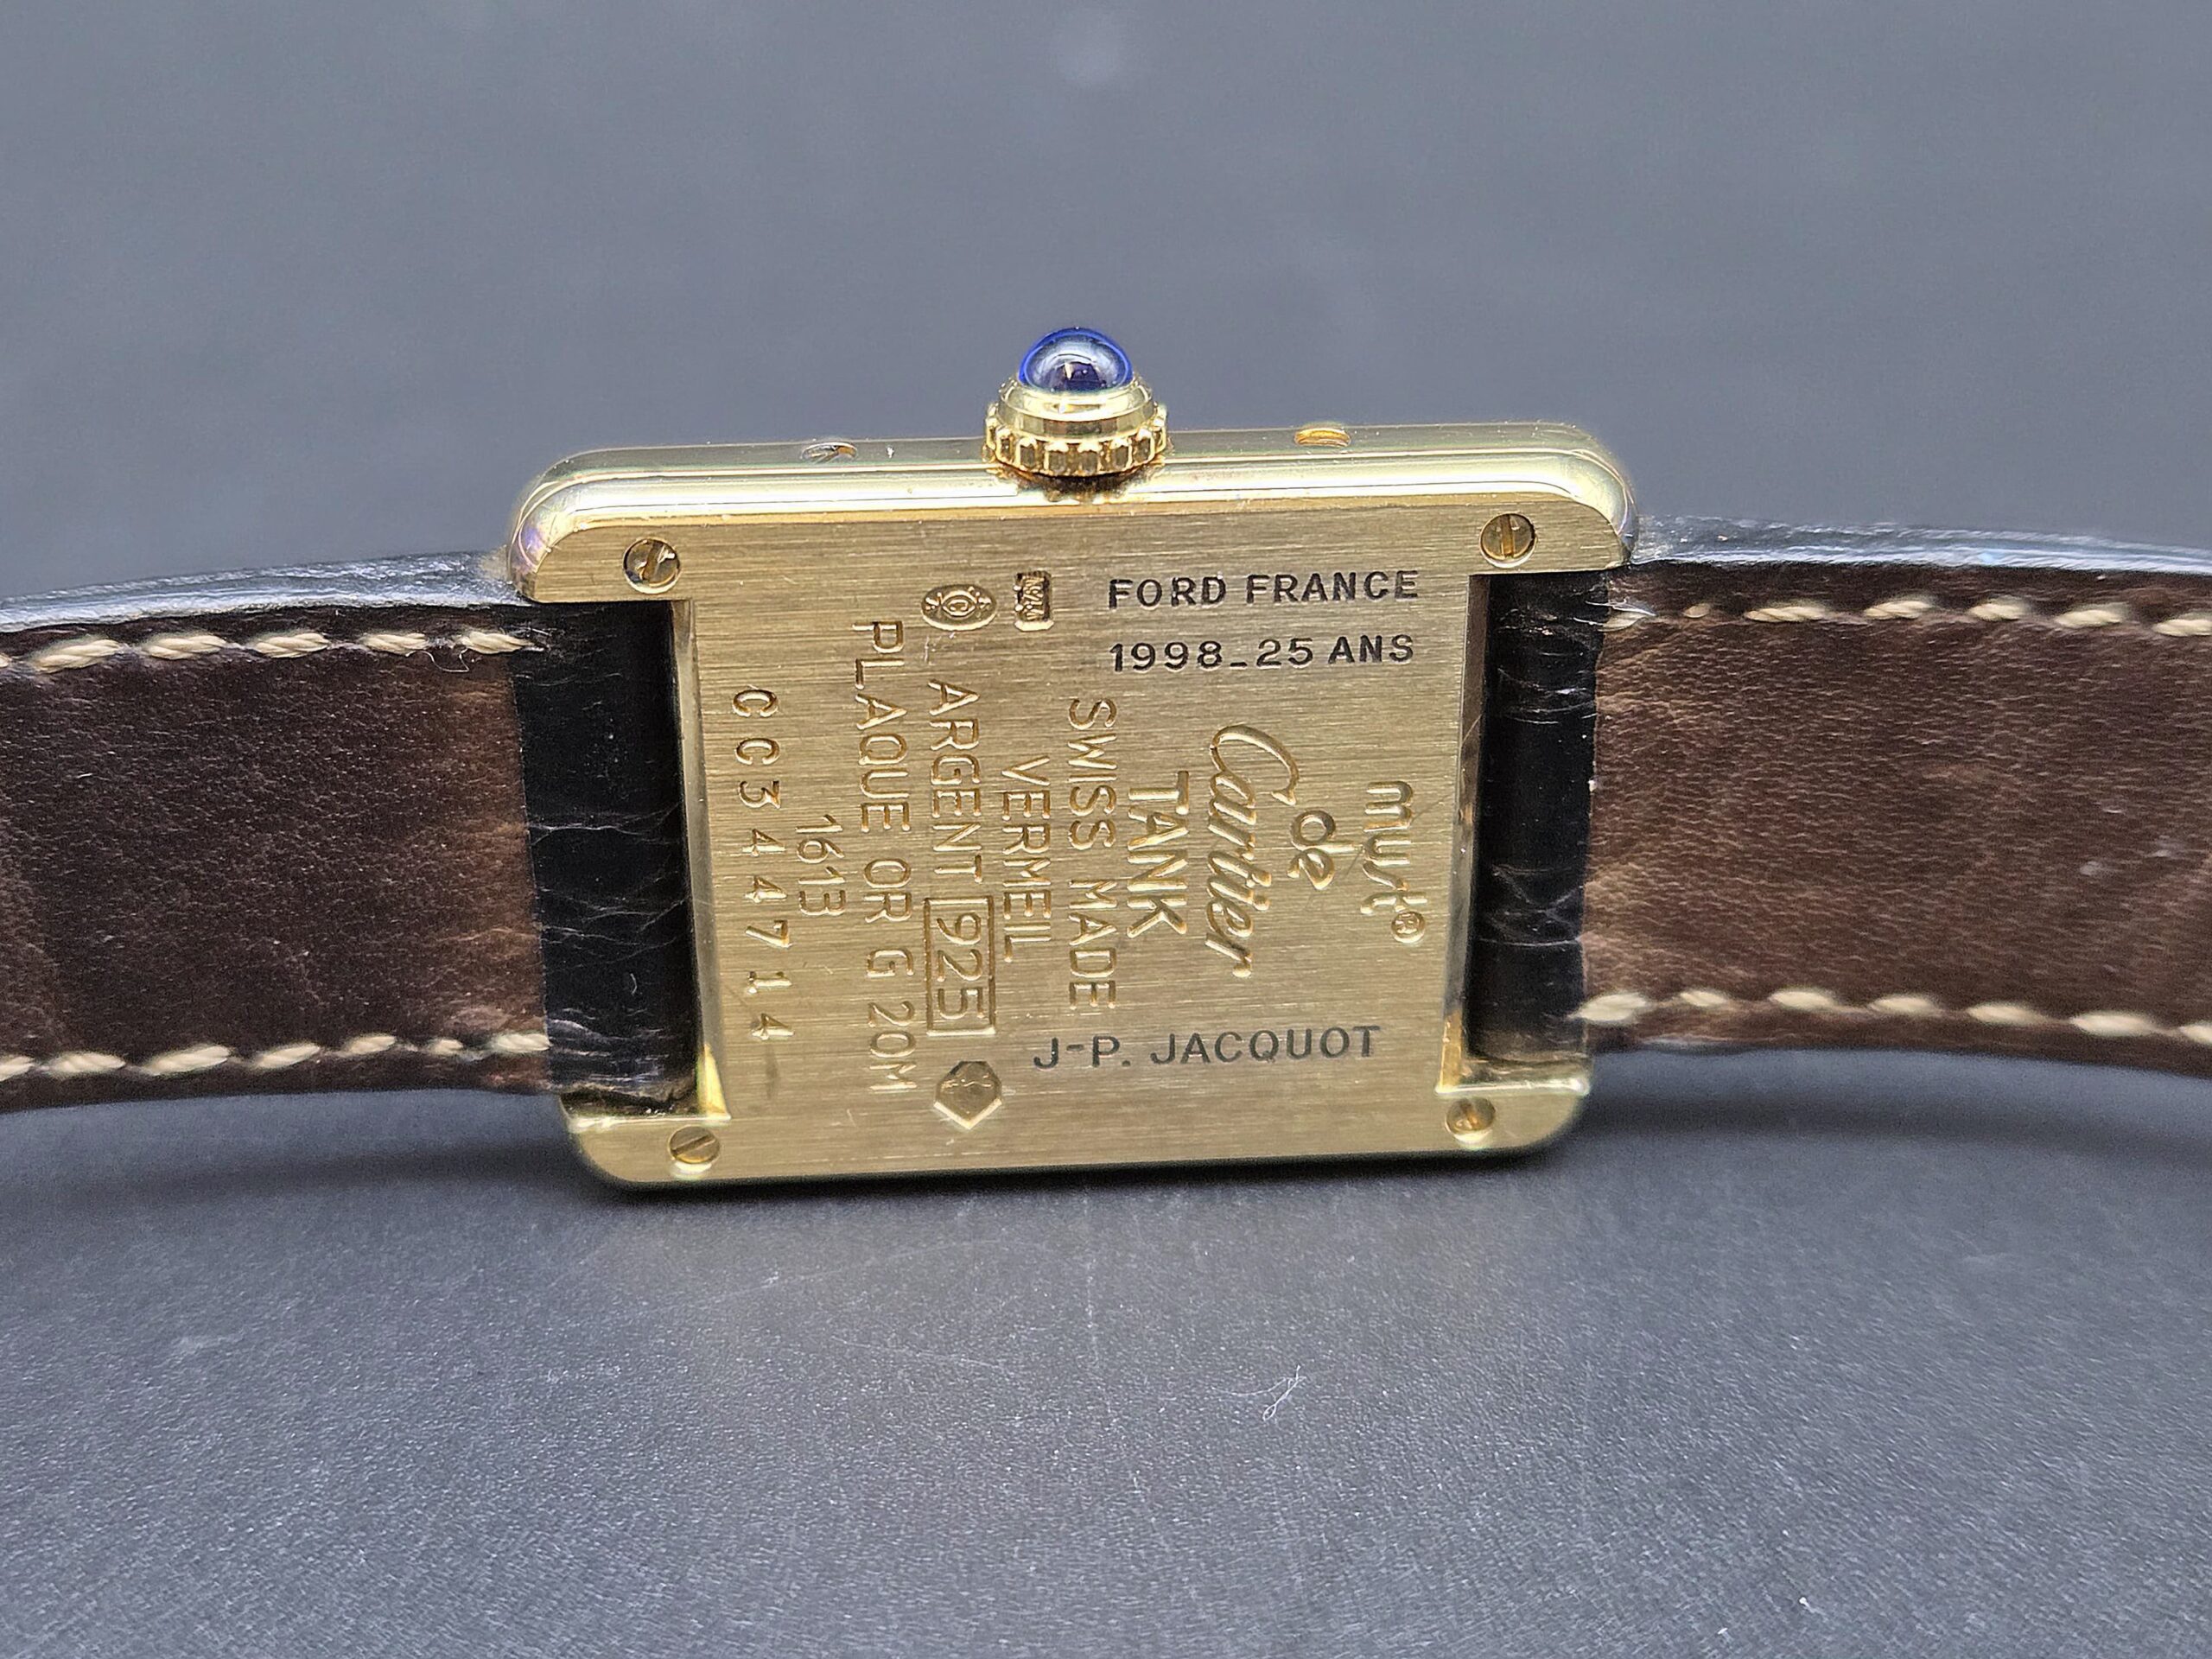 FORD FRANCE
1998_25 ANS
must®
de
Cartier
TANK
SWISS MADE
VERMEIL
ARGENT 925
PLAQUE OR G 20M
1613
CC344714
J-P. JACQUOT